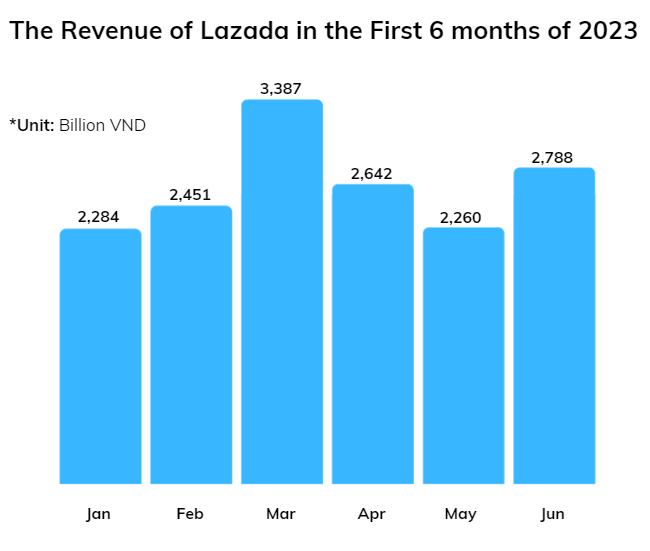 The Revenue of Lazada in the First 6 months of 2023
*Unit: Billion VND
3,387
2,788
2,642
2,451
2,284
2,260
Jan Feb Mar Apr May Jun